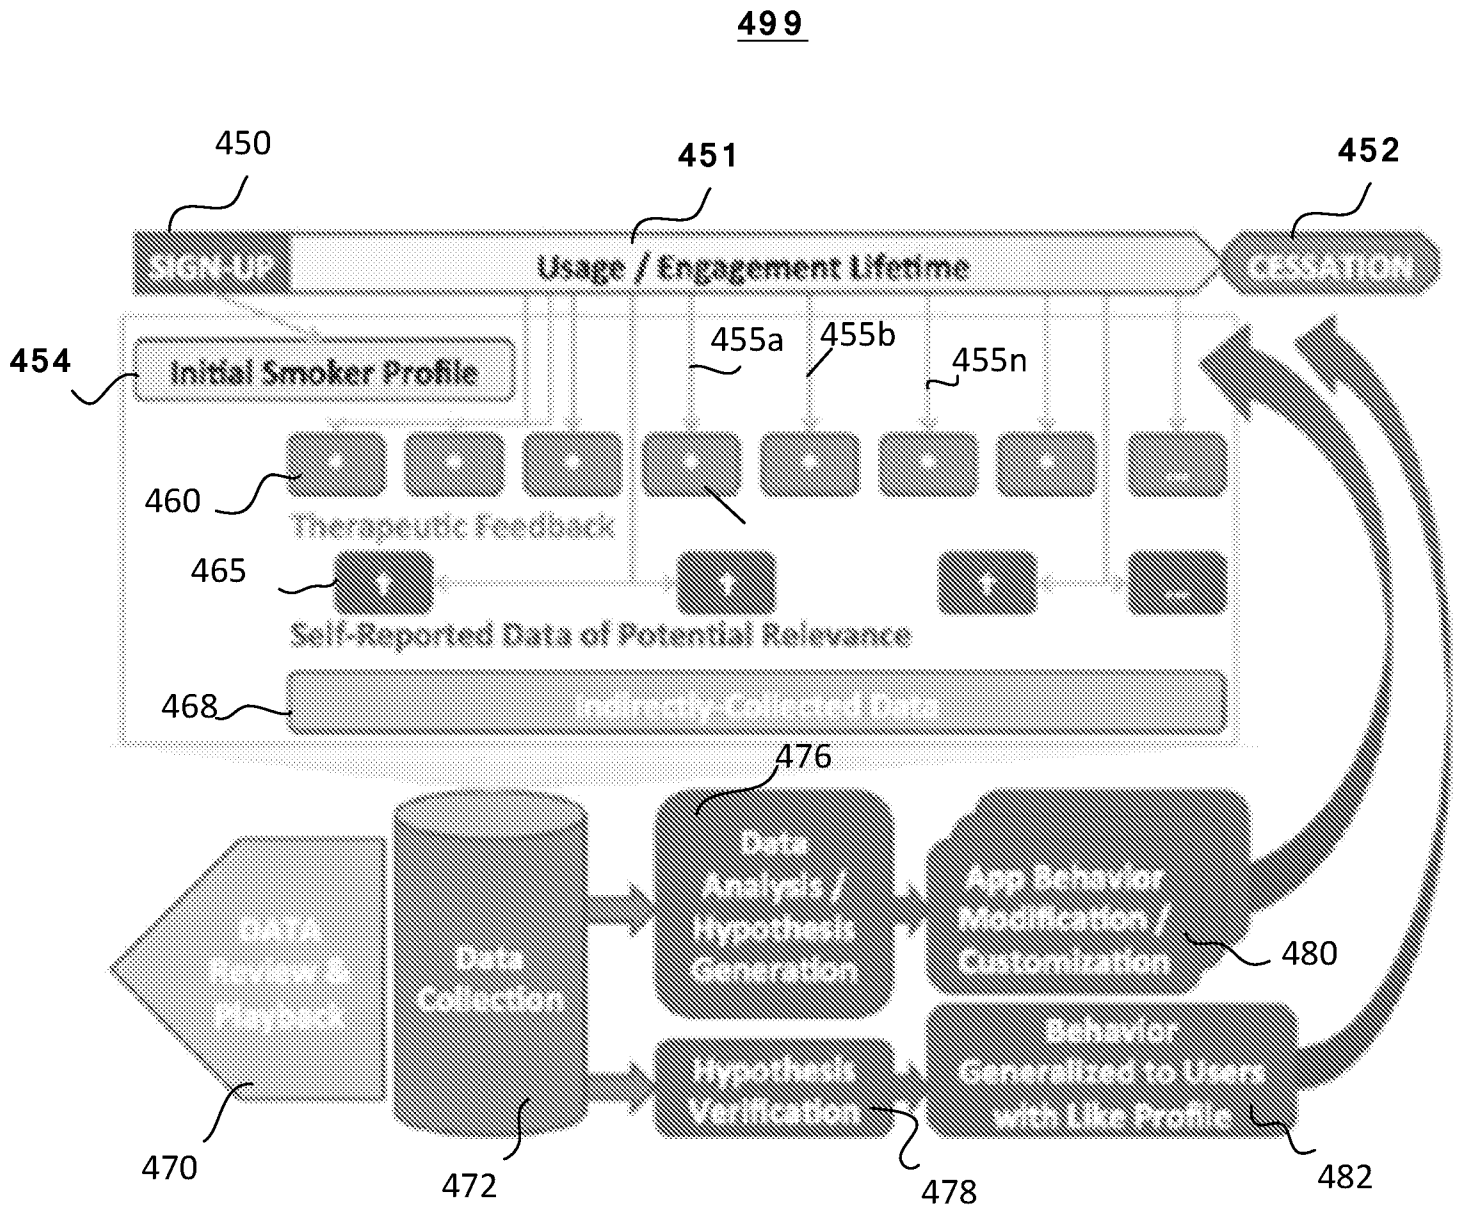 499
450
451
452
SIGN-UP
Usage / Engagement Lifetime
CESSATION
454
Initial Smoker Profile
455a
455b
455n
460
...
Therapeutic Feedback
465
...
Self-Reported Data of Potential Relevance
468
Indirectly Collected Data
476
DATA
Review &
Playback
Data
Collection
Data
Analysis /
Hypothesis
Generation
App Behavior
Modification /
Customization
480
Hypothesis
Verification
Behavior
Generalized to Users
with Like Profile
470
472
478
482